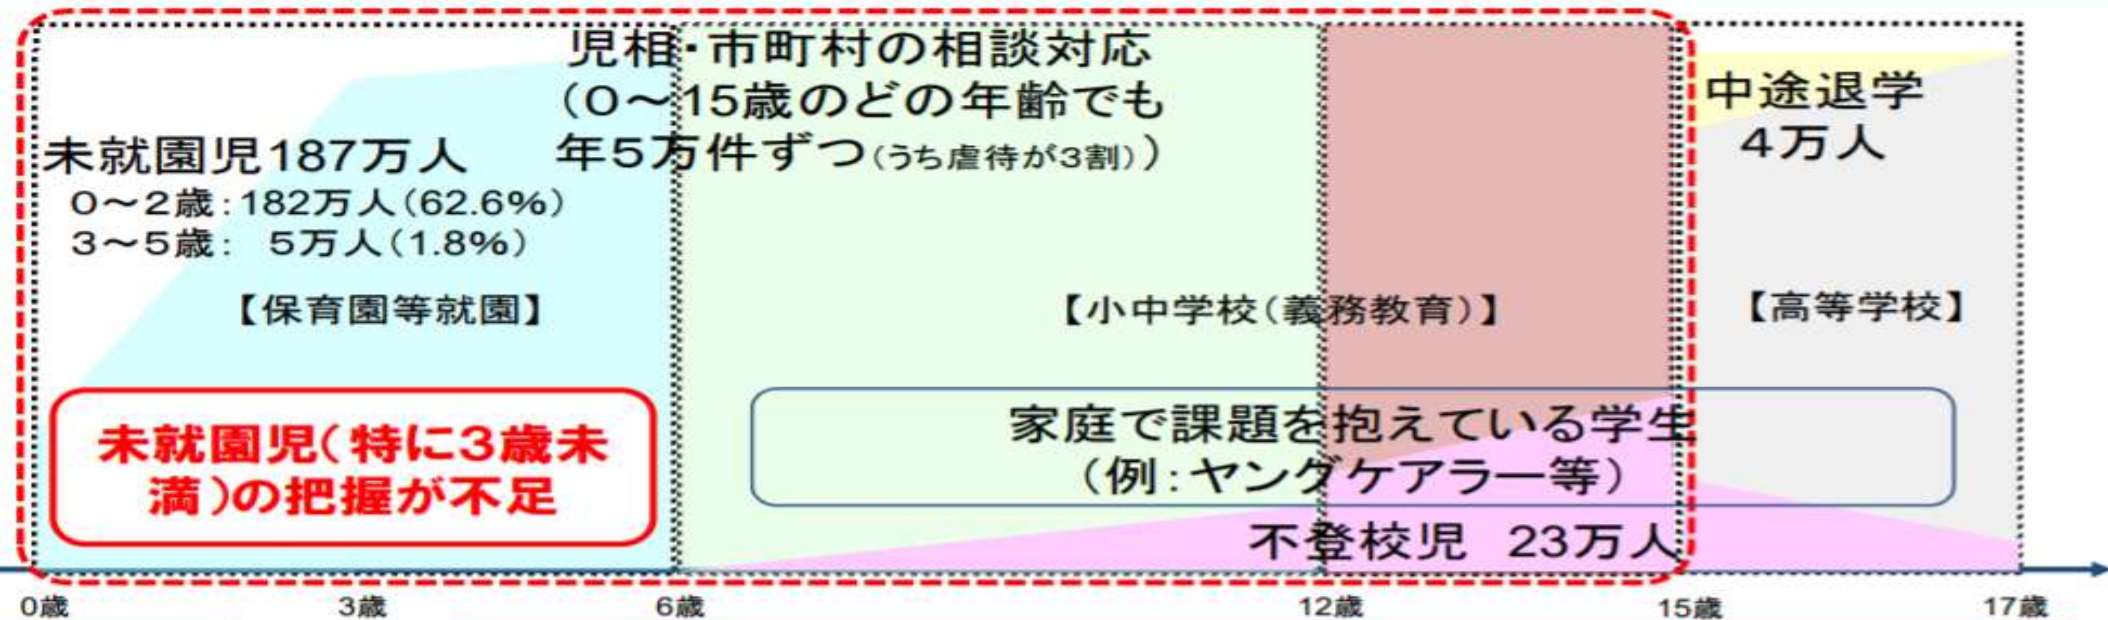 児相・市町村の相談対応
(0～15歳のどの年齢でも
年5万件ずつ(うち虐待が3割))
未就園児187万人
0～2歳:182万人(62.6%)
3～5歳: 5万人(1.8%)
中途退学
4万人
【保育園等就園】
【小中学校(義務教育)】
【高等学校】
未就園児(特に3歳未
満)の把握が不足
家庭で課題を抱えている学生
(例:ヤングケアラー等)
不登校児 23万人
0歳
3歳
6歳
12歳
15歳
17歳